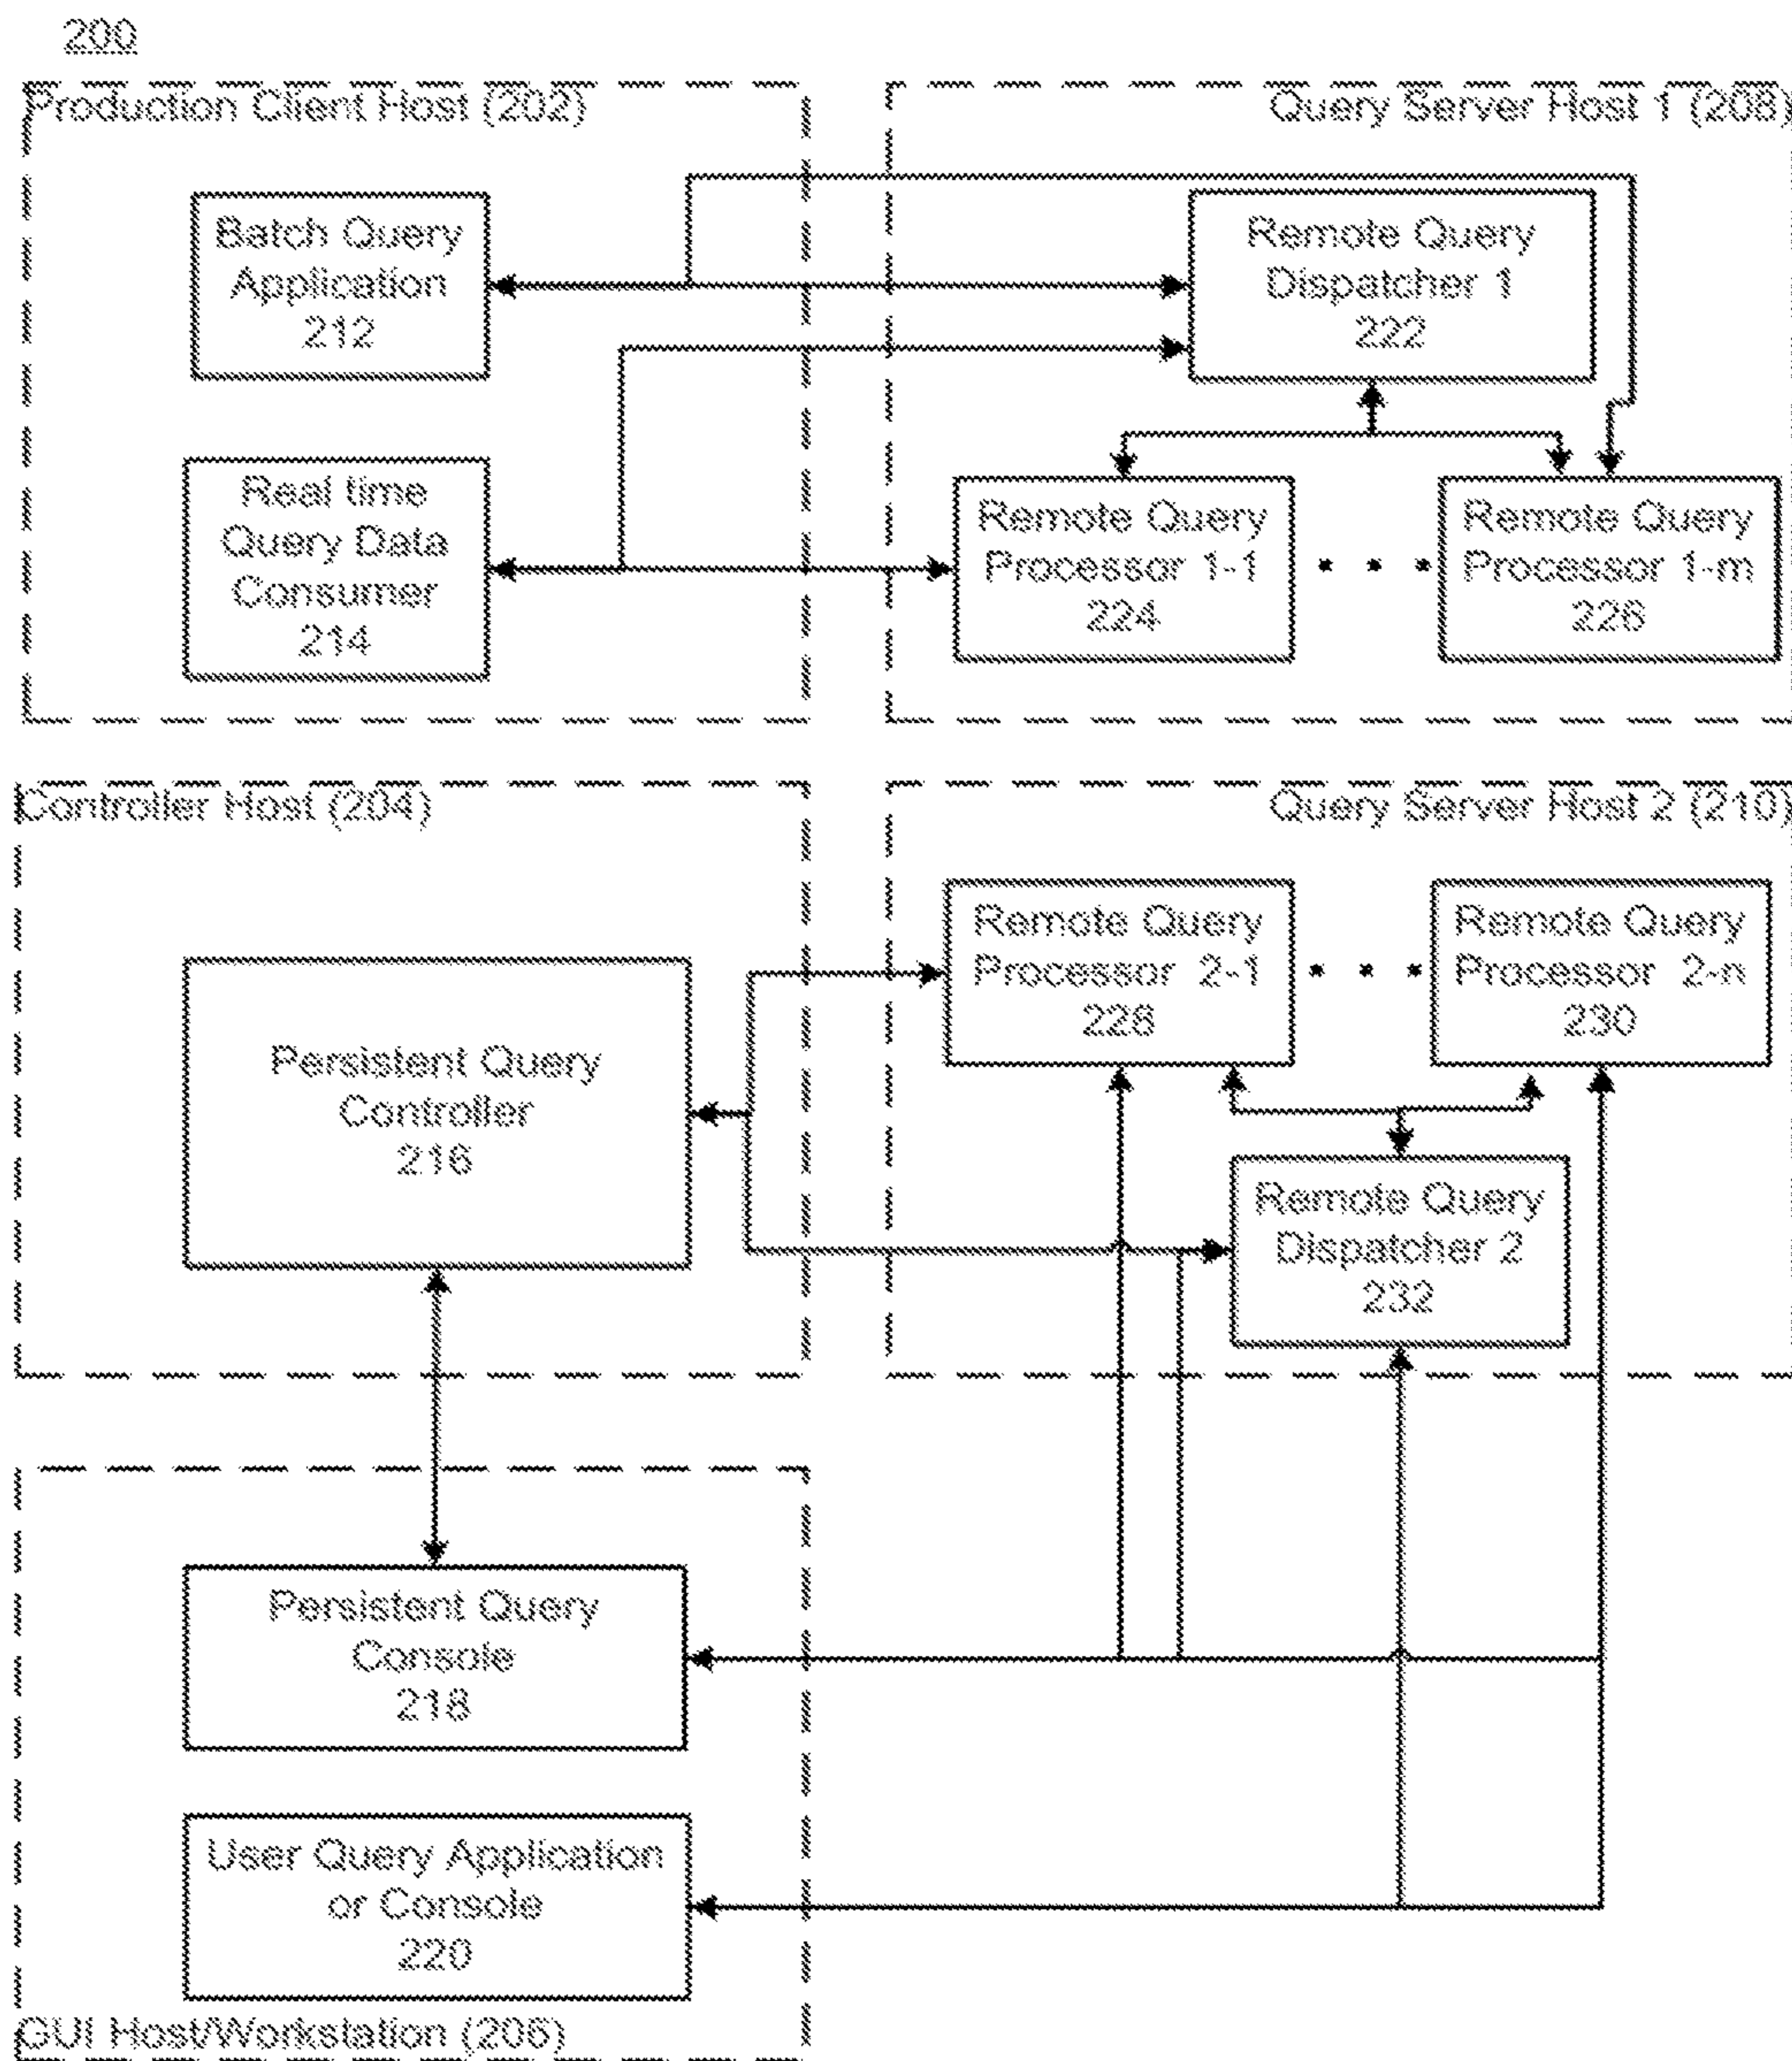 200
Production Client Host (202)
Query Server Host 1 (208)
Batch Query
Application
212
Remote Query
Dispatcher 1
222
Real time
Query Data
Consumer
214
Remote Query
Processor 1-1
224
Remote Query
Processor 1-m
226
Controller Host (204)
Query Server Host 2 (210)
Remote Query
Processor 2-1
228
Remote Query
Processor 2-n
230
Persistent Query
Controller
216
Remote Query
Dispatcher 2
232
Persistent Query
Console
218
User Query Application
or Console
220
GUI Host/Workstation (206)